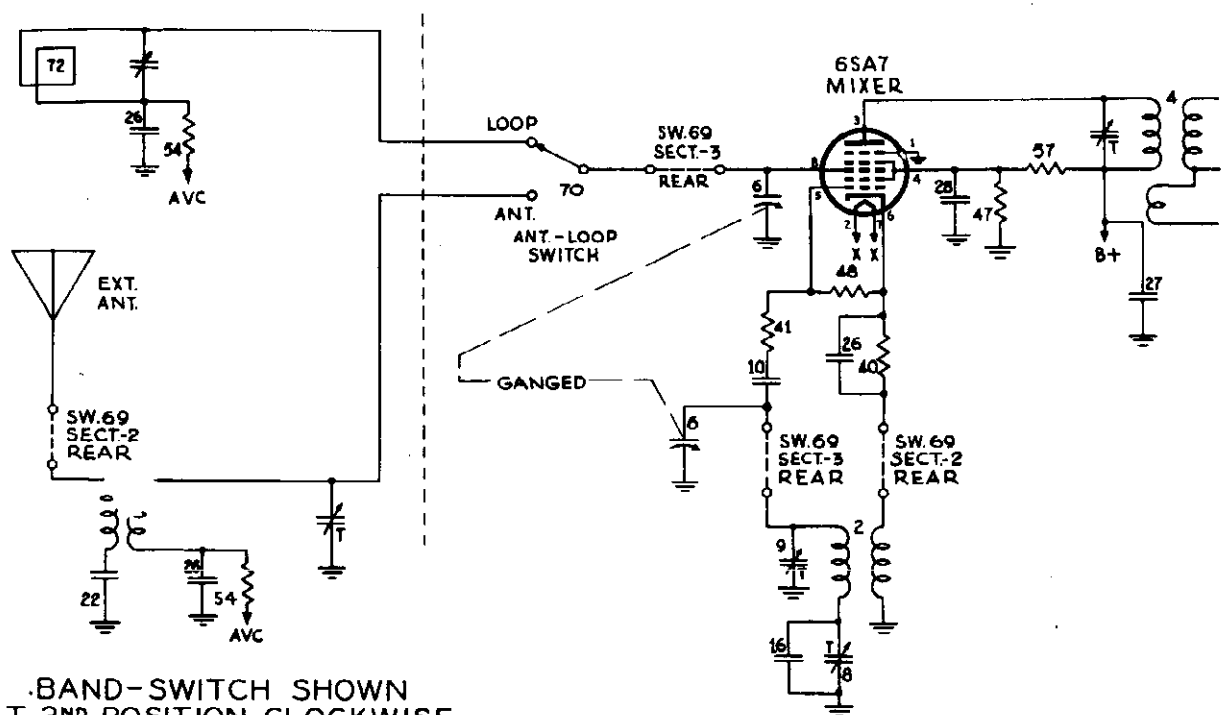 72
26
54
AVC
EXT.
ANT.
SW.69
SECT.-2
REAR
22
54
AVC
T
LOOP
ANT.
70
ANT.-LOOP
SWITCH
SW.69
SECT.-3
REAR
6
GANGED
6
6SA7
MIXER
3
1
8
4
5
2
7
6
X X
48
41
10
26
40
SW.69
SECT.-3
REAR
SW.69
SECT.-2
REAR
9
T
2
16
T
8
28
47
57
T
4
B+
27
.BAND-SWITCH SHOWN
T 2ND POSITION CLOCKWISE